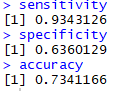 > sensitivity
[1] 0.9343126
> specificity
[1] 0.6360129
> accuracy
[1] 0.7341166